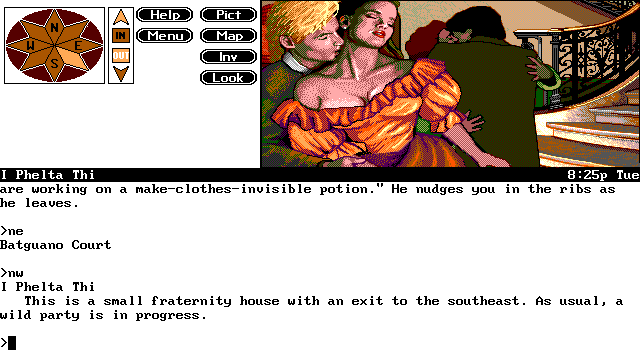 N
W E
S
IN
OUT
Help
Menu
Pict
Map
Inv
Look
I Phelta Thi 8:25p Tue
are working on a make-clothes-invisible potion." He nudges you in the ribs as
he leaves.
>ne
Batguano Court
>nw
I Phelta Thi
This is a small fraternity house with an exit to the southeast. As usual, a
wild party is in progress.
>